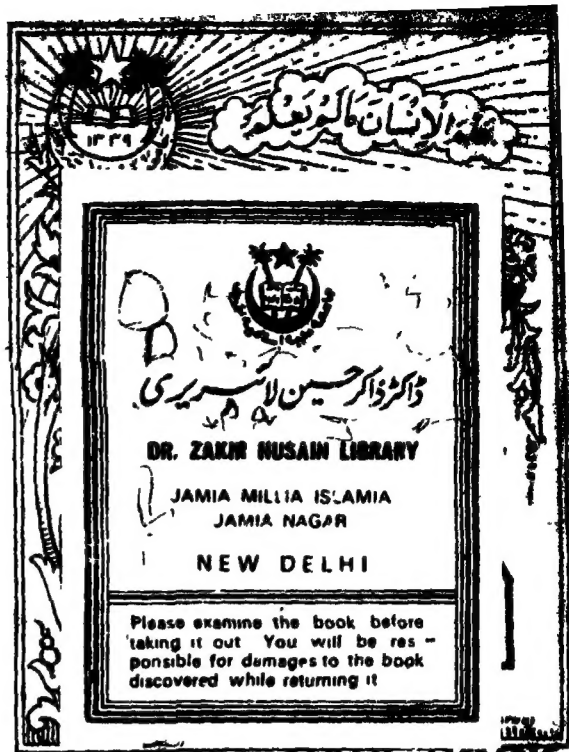 علم الانسان مالم يعلم
۱۳۳۹
ڈاکٹر ذاکر حسین لائبریری
DR. ZAKIR HUSAIN LIBRARY
JAMIA MILLIA ISLAMIA
JAMIA NAGAR
NEW DELHI
Please examine the book before
taking it out You will be res -
ponsible for damages to the book
discovered while returning it